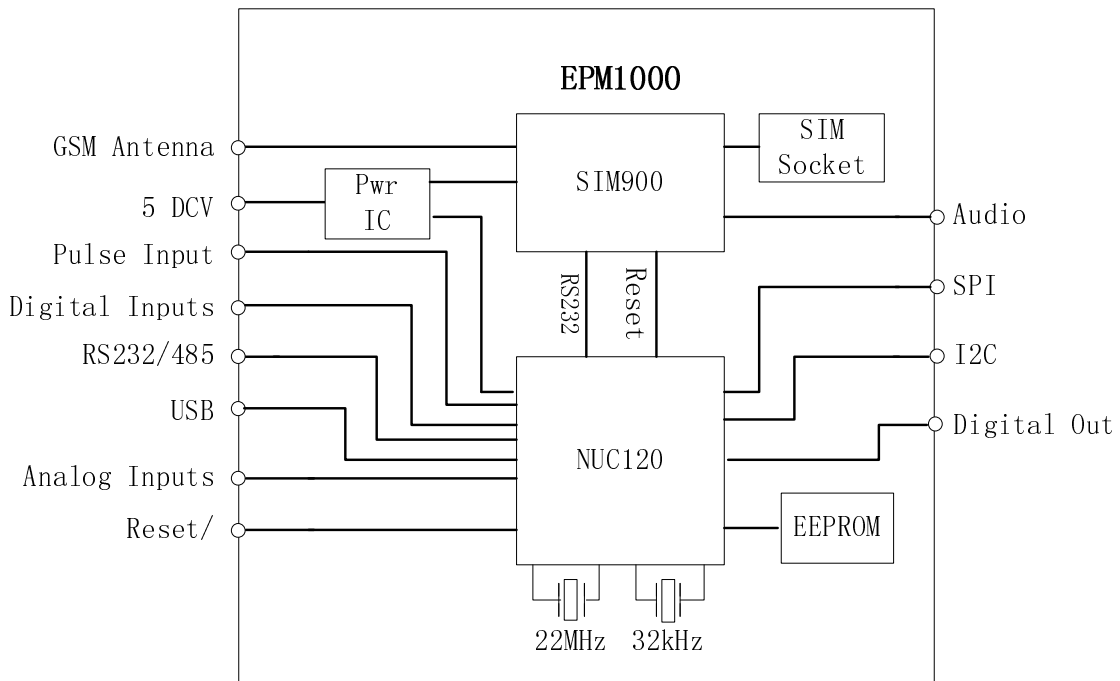 EPM1000
GSM Antenna
5 DCV
Pulse Input
Digital Inputs
RS232/485
USB
Analog Inputs
Reset/
Pwr
IC
SIM900
SIM
Socket
RS232
Reset
NUC120
EEPROM
22MHz
32kHz
Audio
SPI
I2C
Digital Out